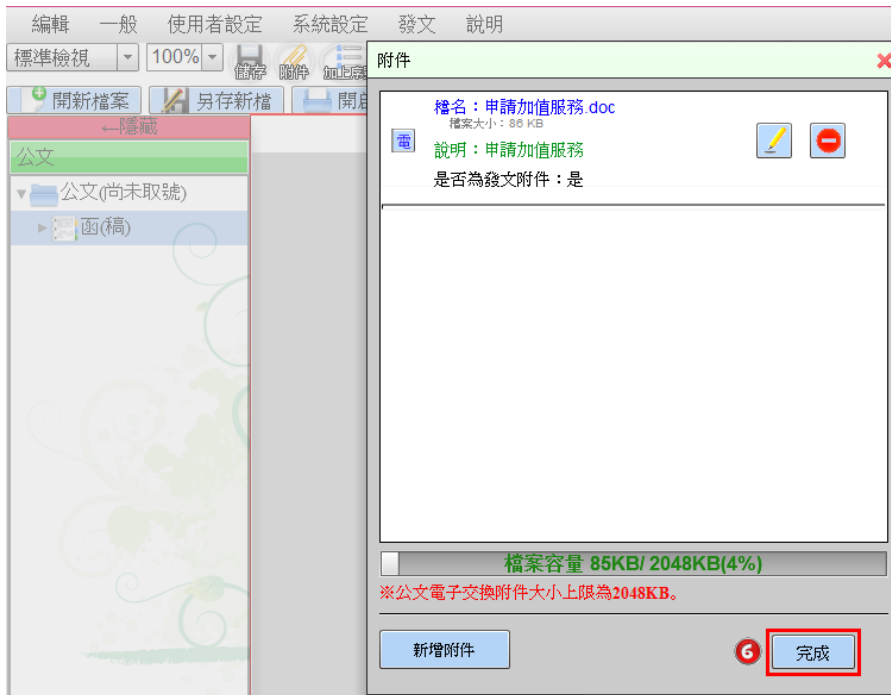 編輯 一般 使用者設定 系統設定 發文 說明
標準檢視 100% 儲存 附件
開新檔案 另存新檔
←隱藏
公文
公文(尚未取號)
函(稿)
附件
電
檔名：申請加值服務.doc
檔案大小：86 KB
說明：申請加值服務
是否為發文附件：是
檔案容量 85KB/ 2048KB(4%)
※公文電子交換附件大小上限為2048KB。
新增附件 6 完成